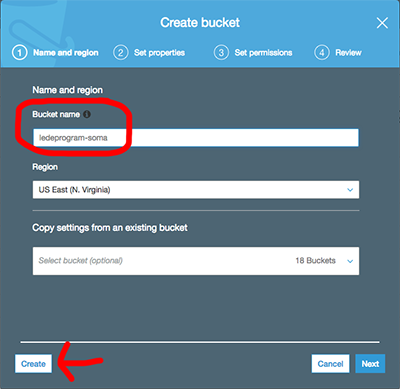 Create bucket
1 Name and region 2 Set properties 3 Set permissions 4 Review
Name and region
Bucket name
ledeprogram-soma
Region
US East (N. Virginia)
Copy settings from an existing bucket
Select bucket (optional) 18 Buckets
Create Cancel Next